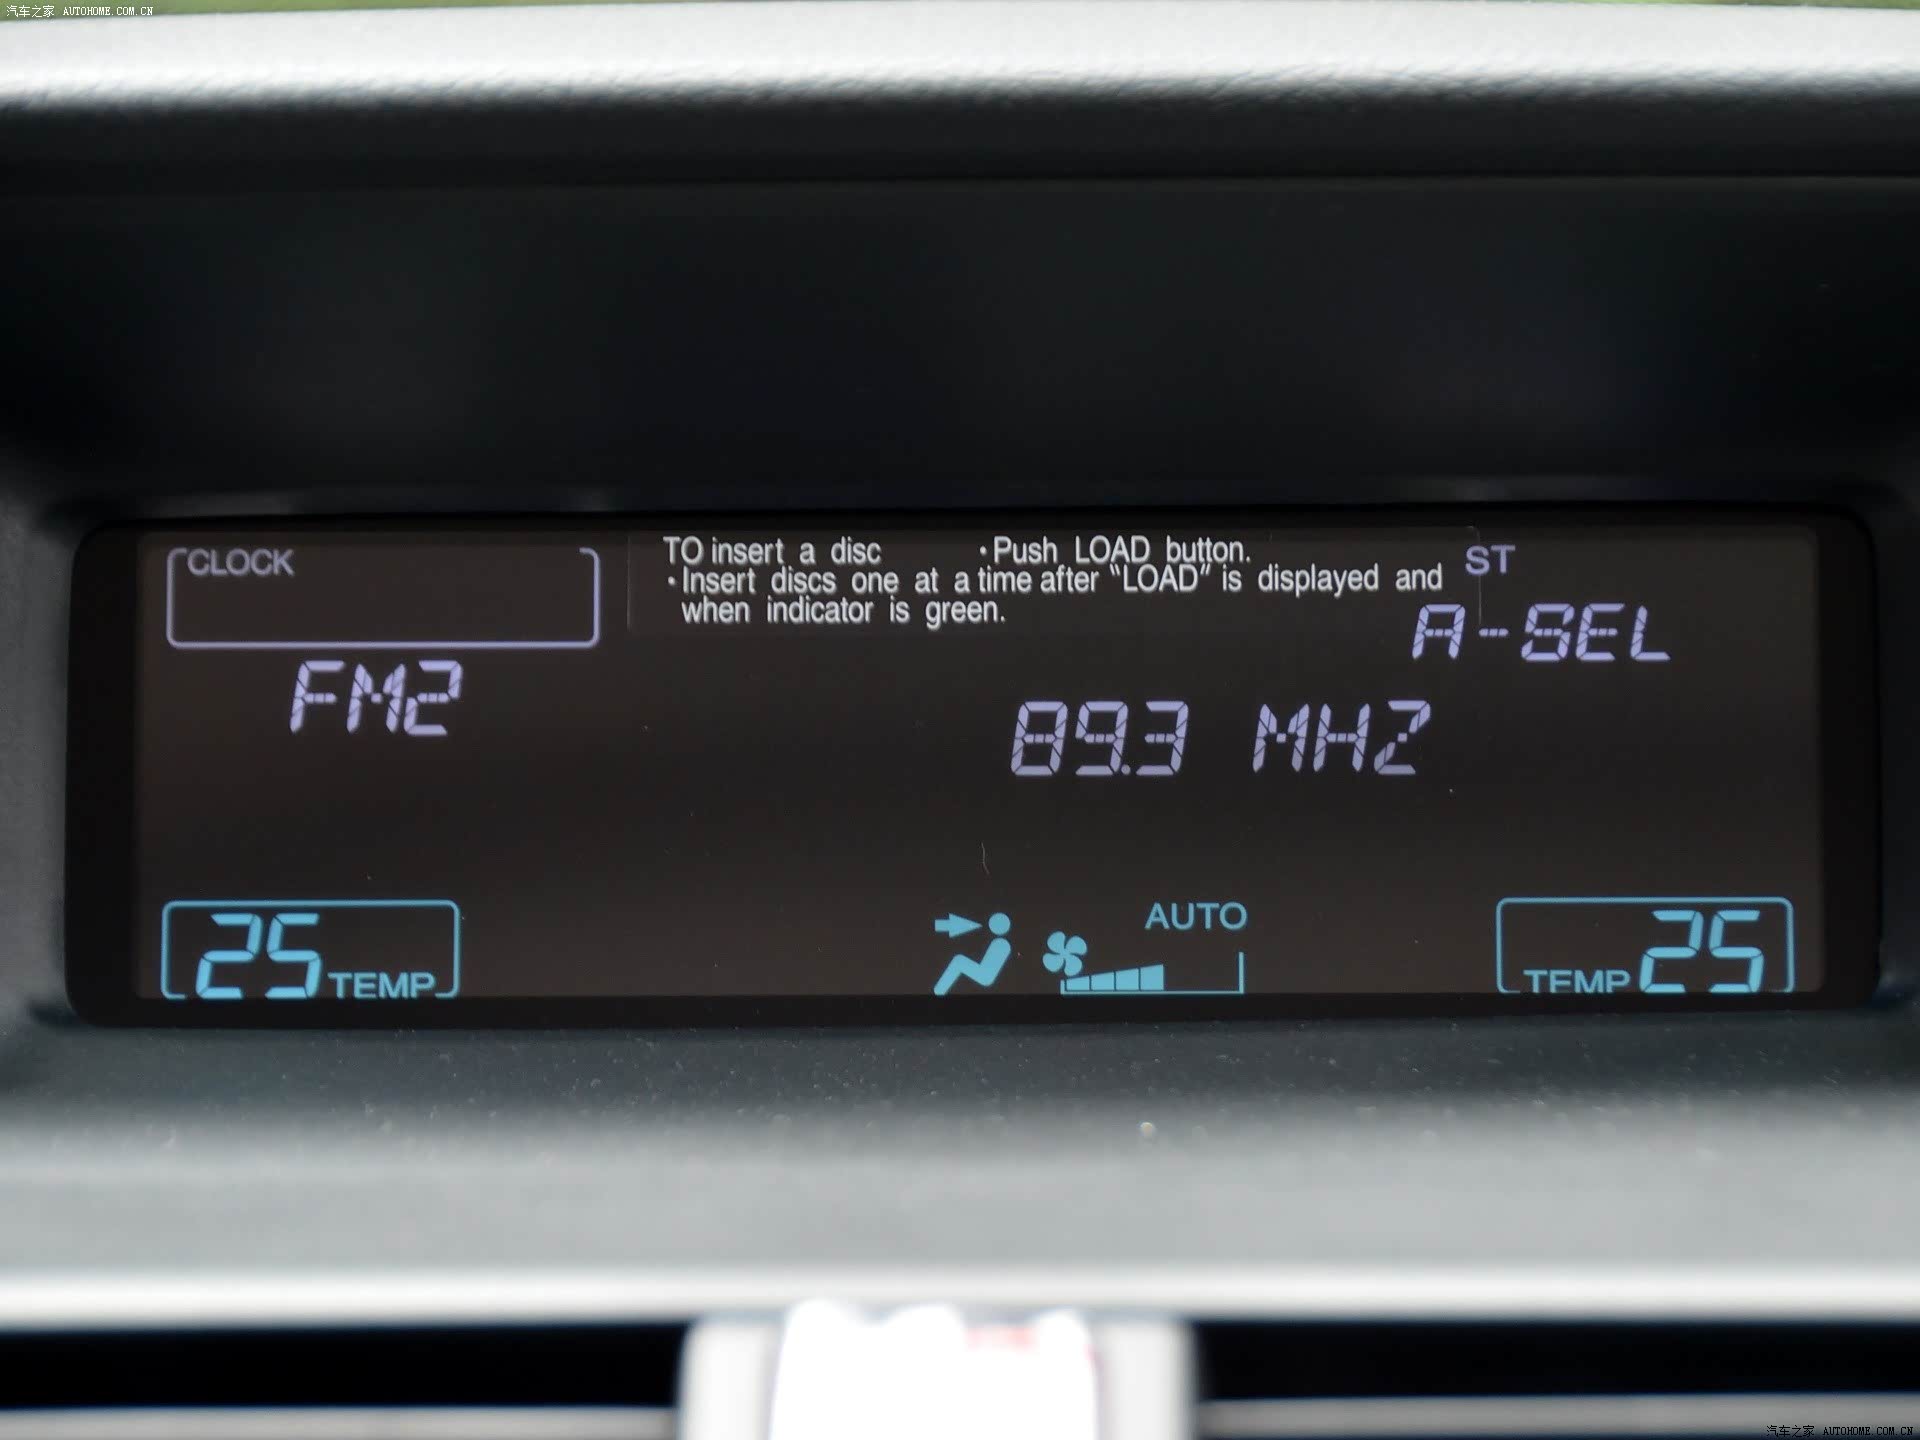 汽车之家 AUTOHOME.COM.CN
CLOCK
TO insert a disc · Push LOAD button.
· Insert discs one at a time after “LOAD” is displayed and
when indicator is green.
ST
A-SEL
FM2
89.3 MHZ
25 TEMP
AUTO
TEMP 25
汽车之家 AUTOHOME.COM.CN